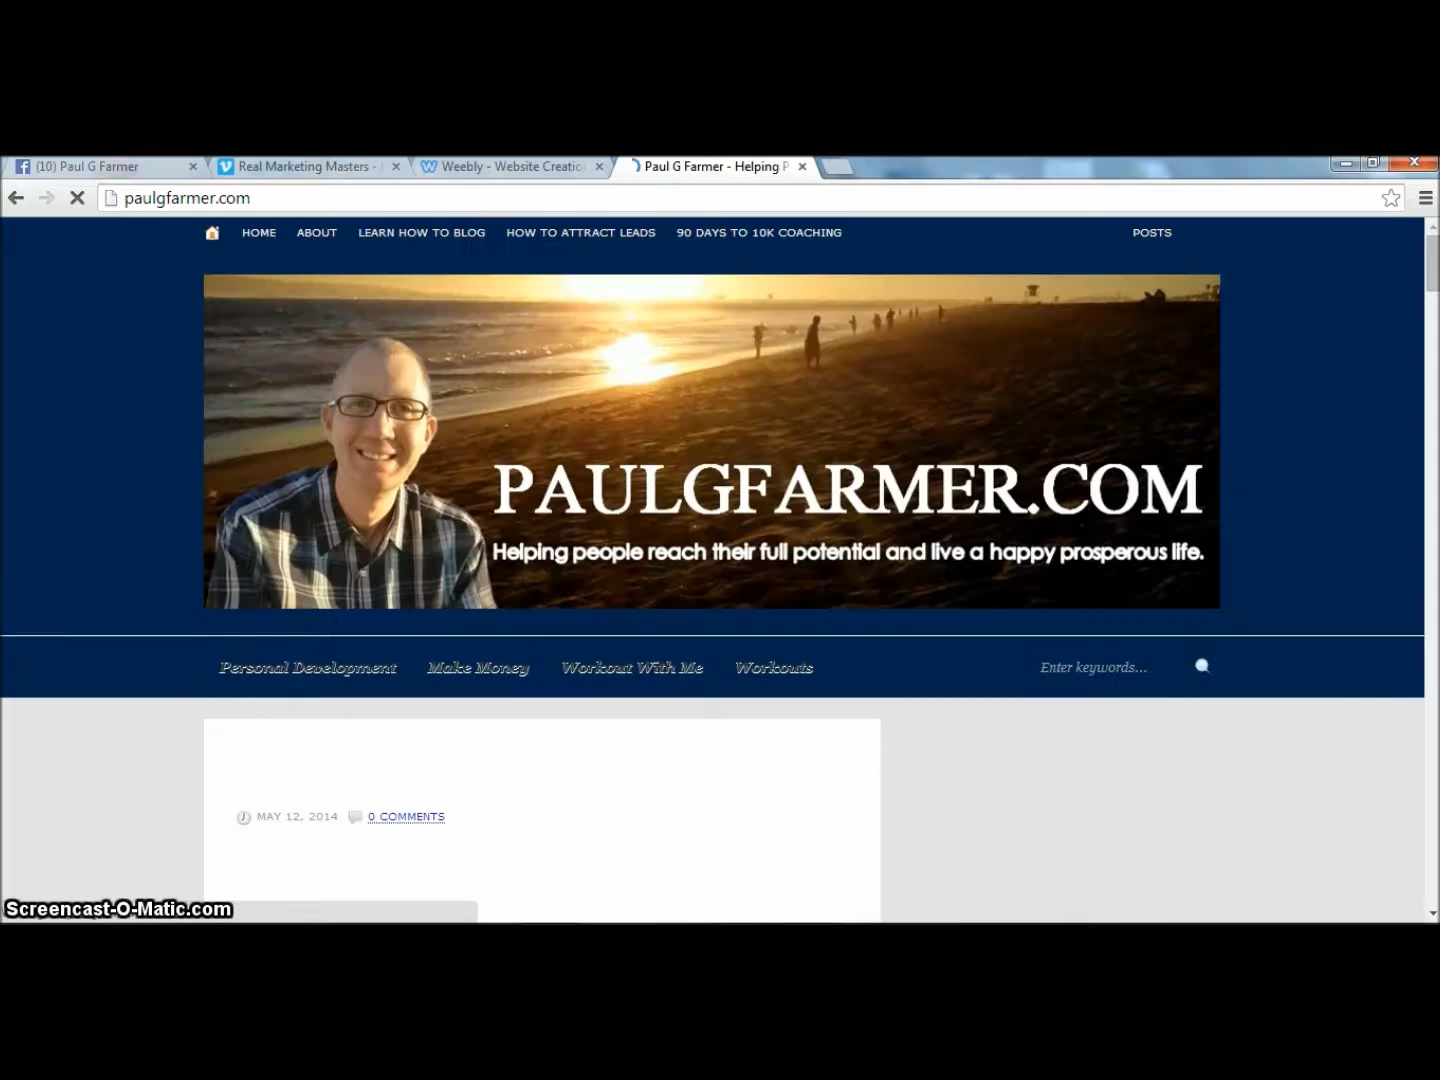 (10) Paul G Farmer
Real Marketing Masters -
Weebly - Website Creatio
Paul G Farmer - Helping P
paulgfarmer.com
HOME ABOUT LEARN HOW TO BLOG HOW TO ATTRACT LEADS 90 DAYS TO 10K COACHING POSTS
PAULGFARMER.COM
Helping people reach their full potential and live a happy prosperous life.
Personal Development Make Money Workout With Me Workouts Enter keywords...
MAY 12, 2014 0 COMMENTS
Screencast-O-Matic.com